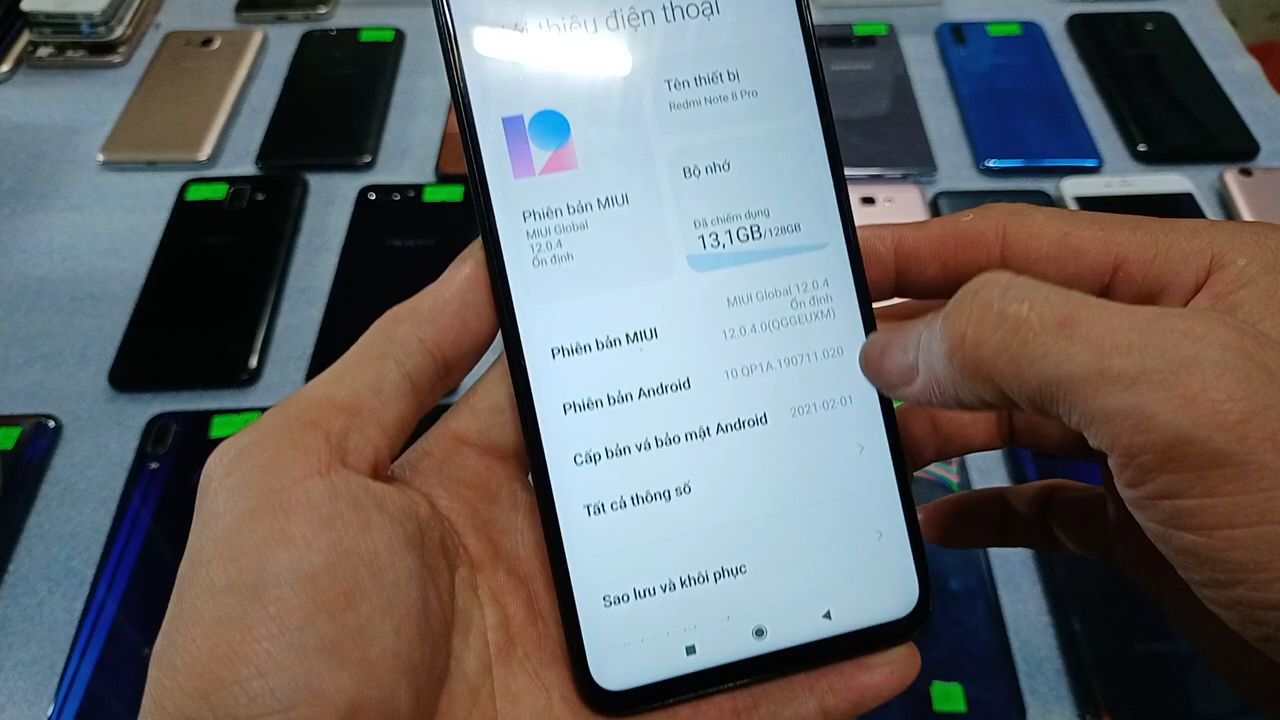 thiệu điện thoại
Tên thiết bị
Redmi Note 8 Pro
Phiên bản MIUI
MIUI Global
12.0.4
Ổn định
Bộ nhớ
Đã chiếm dụng
13,1GB/128GB
Phiên bản MIUI
MIUI Global 12.0.4
Ổn định
12.0.4.0(QGGEUXM)
Phiên bản Android
10 QP1A.190711.020
Cấp bản vá bảo mật Android
2021-02-01
Tất cả thông số
Sao lưu và khôi phục